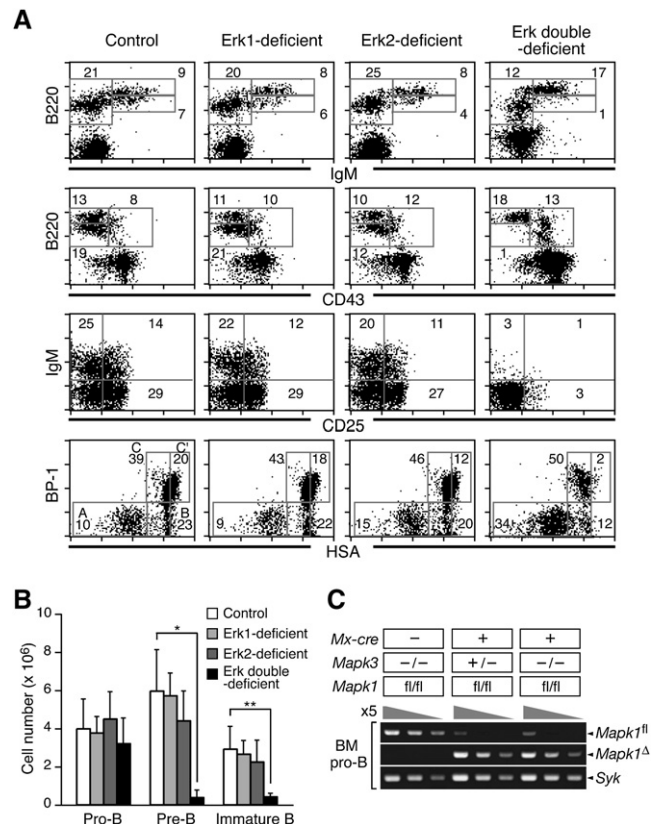 A
Control Erk1-deficient Erk2-deficient Erk double
-deficient
21 9 20 8 25 8 12 17
B220
7 6 4 1
IgM
13 8 11 10 10 12 18 13
B220
19 21 12 1
CD43
25 14 22 12 20 11 3 1
IgM
29 29 27 3
CD25
C C'
39 20 43 18 46 12 50 2
BP-1
A B
10 23 9 22 15 20 34 12
HSA
B
Cell number (x 10⁶)
10
8
6
4
2
0
Control
Erk1-deficient
Erk2-deficient
Erk double
-deficient
*
**
Pro-B Pre-B Immature B
C
Mx-cre − + +
Mapk3 −/− +/− −/−
Mapk1 fl/fl fl/fl fl/fl
x5
BM
pro-B
Mapk1ᶠˡ
Mapk1Δ
Syk